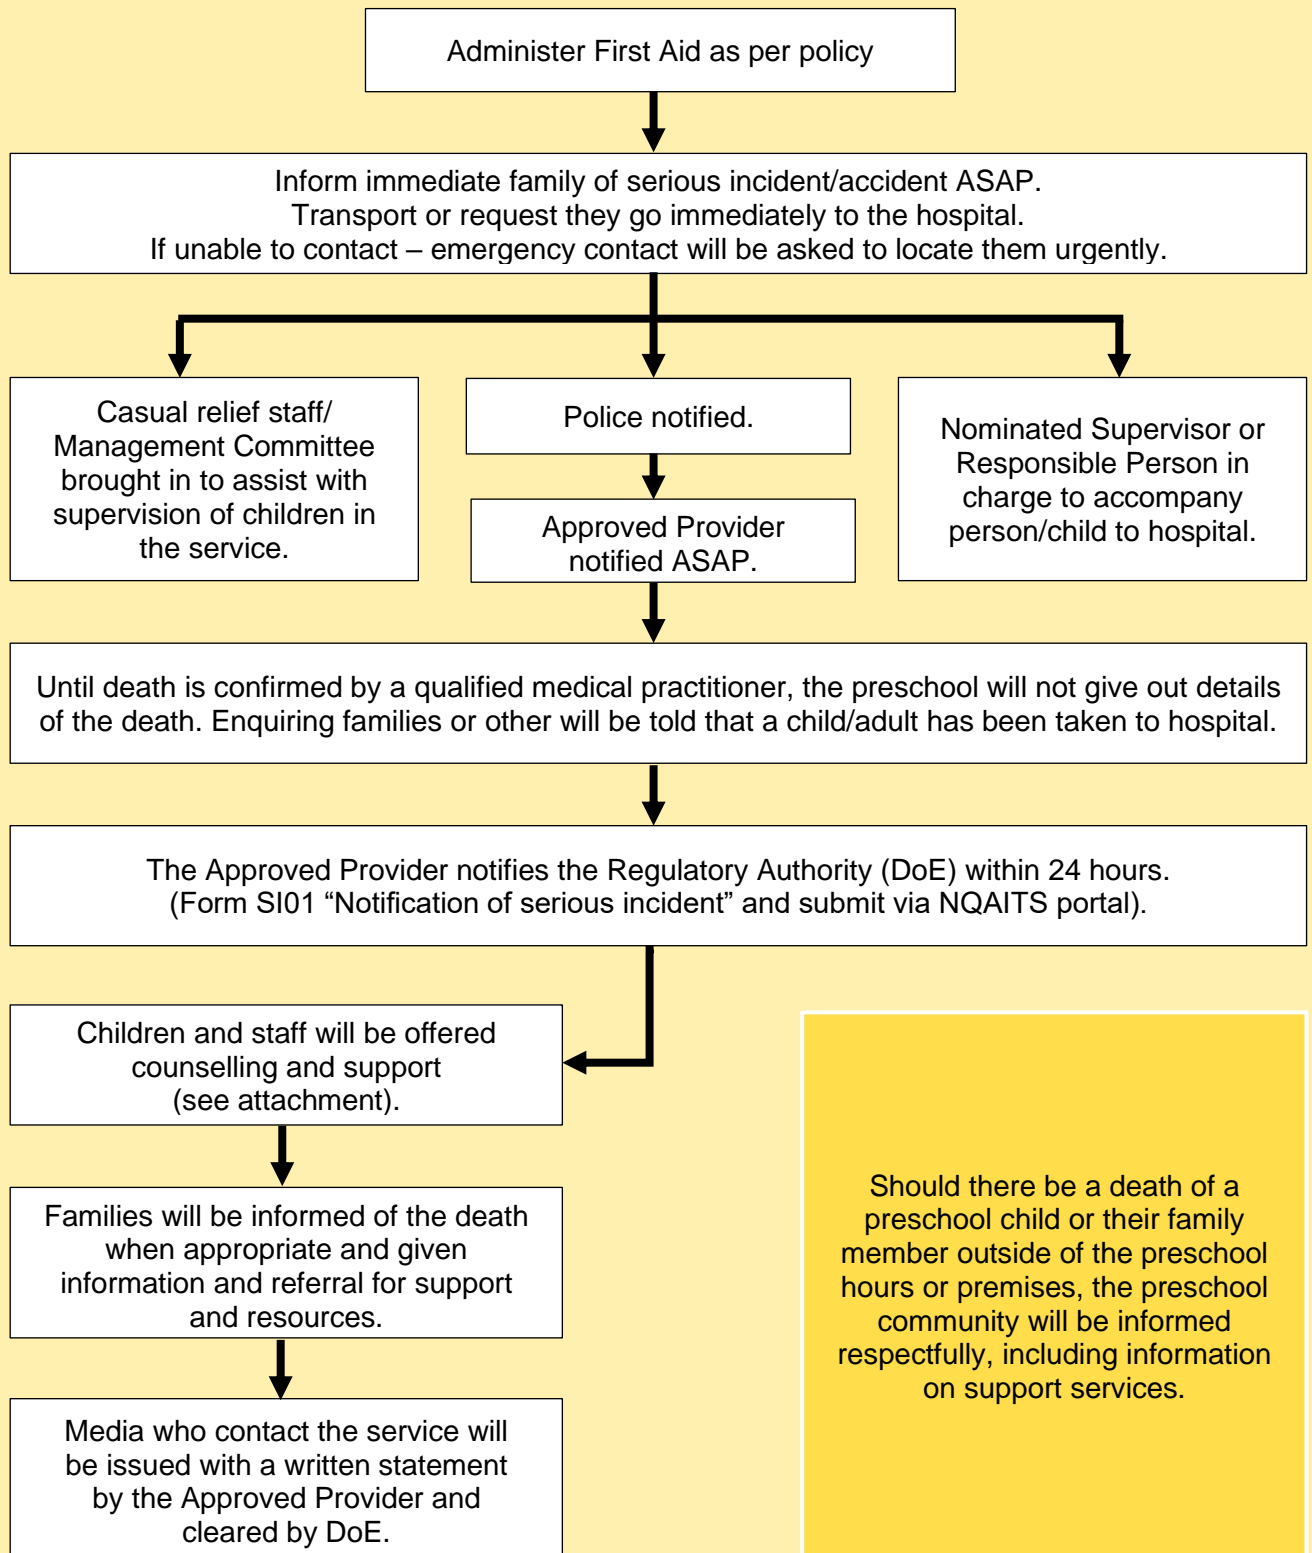 Administer First Aid as per policy
Inform immediate family of serious incident/accident ASAP.
Transport or request they go immediately to the hospital.
If unable to contact – emergency contact will be asked to locate them urgently.
Casual relief staff/
Management Committee
brought in to assist with
supervision of children in
the service.
Police notified.
Approved Provider
notified ASAP.
Nominated Supervisor or
Responsible Person in
charge to accompany
person/child to hospital.
Until death is confirmed by a qualified medical practitioner, the preschool will not give out details
of the death. Enquiring families or other will be told that a child/adult has been taken to hospital.
The Approved Provider notifies the Regulatory Authority (DoE) within 24 hours.
(Form SI01 “Notification of serious incident” and submit via NQAITS portal).
Children and staff will be offered
counselling and support
(see attachment).
Families will be informed of the death
when appropriate and given
information and referral for support
and resources.
Media who contact the service will
be issued with a written statement
by the Approved Provider and
cleared by DoE.
Should there be a death of a
preschool child or their family
member outside of the preschool
hours or premises, the preschool
community will be informed
respectfully, including information
on support services.